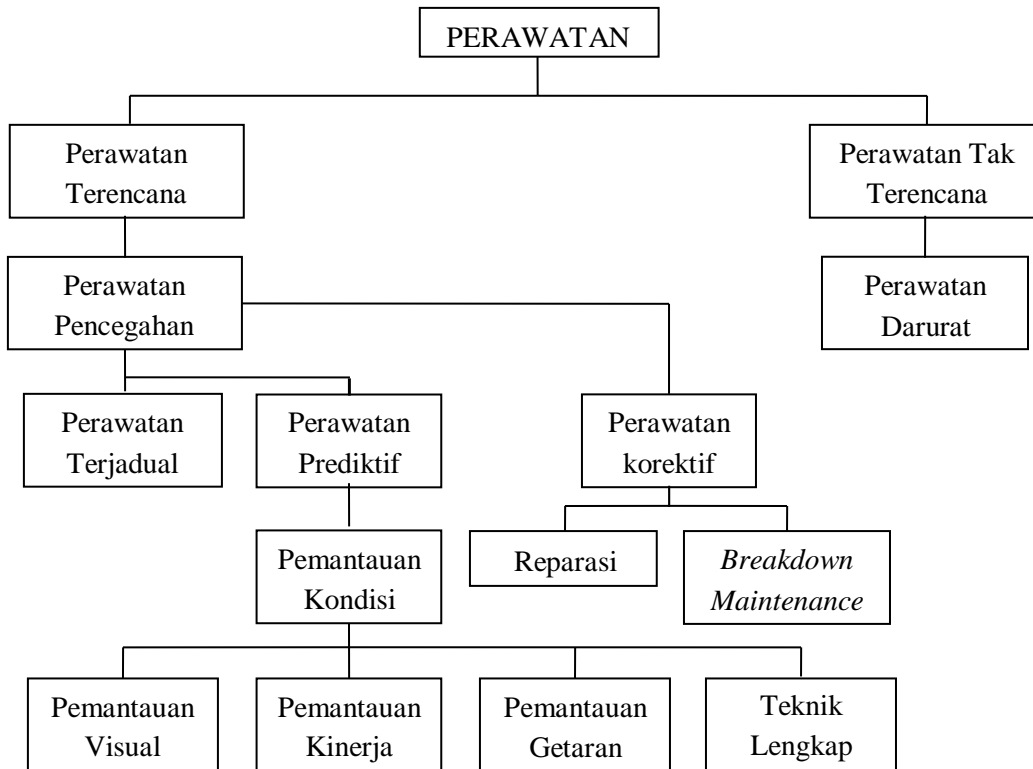 PERAWATAN
Perawatan
Terencana
Perawatan Tak
Terencana
Perawatan
Pencegahan
Perawatan
Darurat
Perawatan
Terjadual
Perawatan
Prediktif
Perawatan
korektif
Pemantauan
Kondisi
Reparasi
Breakdown
Maintenance
Pemantauan
Visual
Pemantauan
Kinerja
Pemantauan
Getaran
Teknik
Lengkap